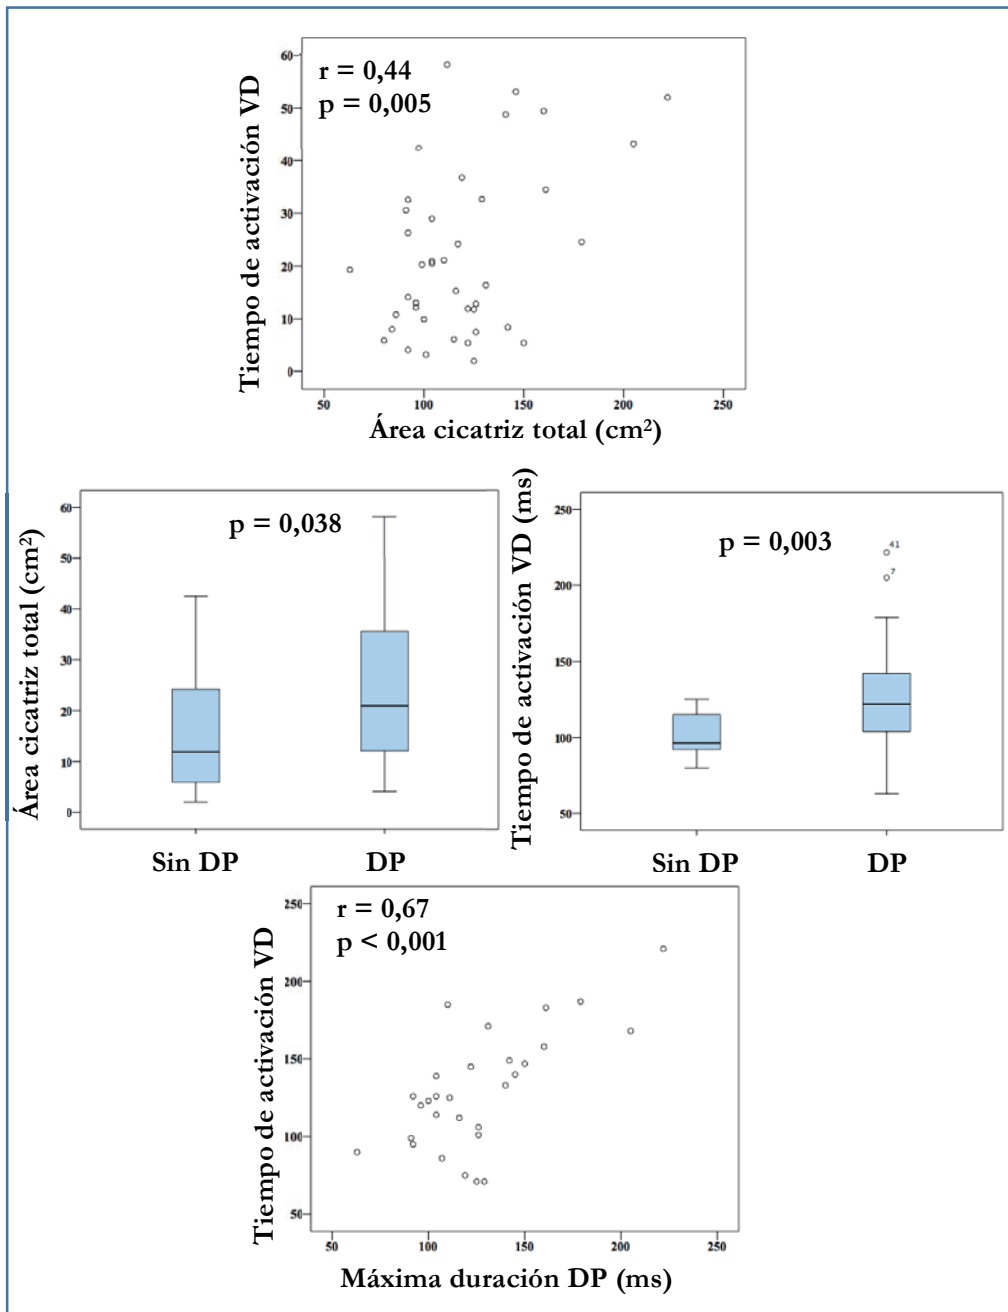 r = 0,44
p = 0,005
Tiempo de activación VD
60
50
40
30
20
10
0
50 100 150 200 250
Área cicatriz total (cm²)
Área cicatriz total (cm²)
60
50
40
30
20
10
0
p = 0,038
Sin DP DP
Tiempo de activación VD (ms)
250
200
150
100
50
p = 0,003
41
7
Sin DP DP
r = 0,67
p < 0,001
Tiempo de activación VD
250
200
150
100
50
50 100 150 200 250
Máxima duración DP (ms)